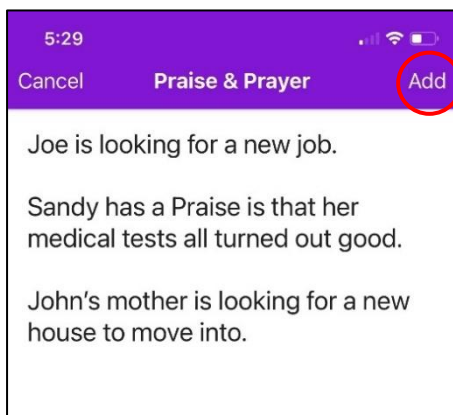 5:29
Cancel Praise & Prayer Add
Joe is looking for a new job.
Sandy has a Praise is that her
medical tests all turned out good.
John’s mother is looking for a new
house to move into.